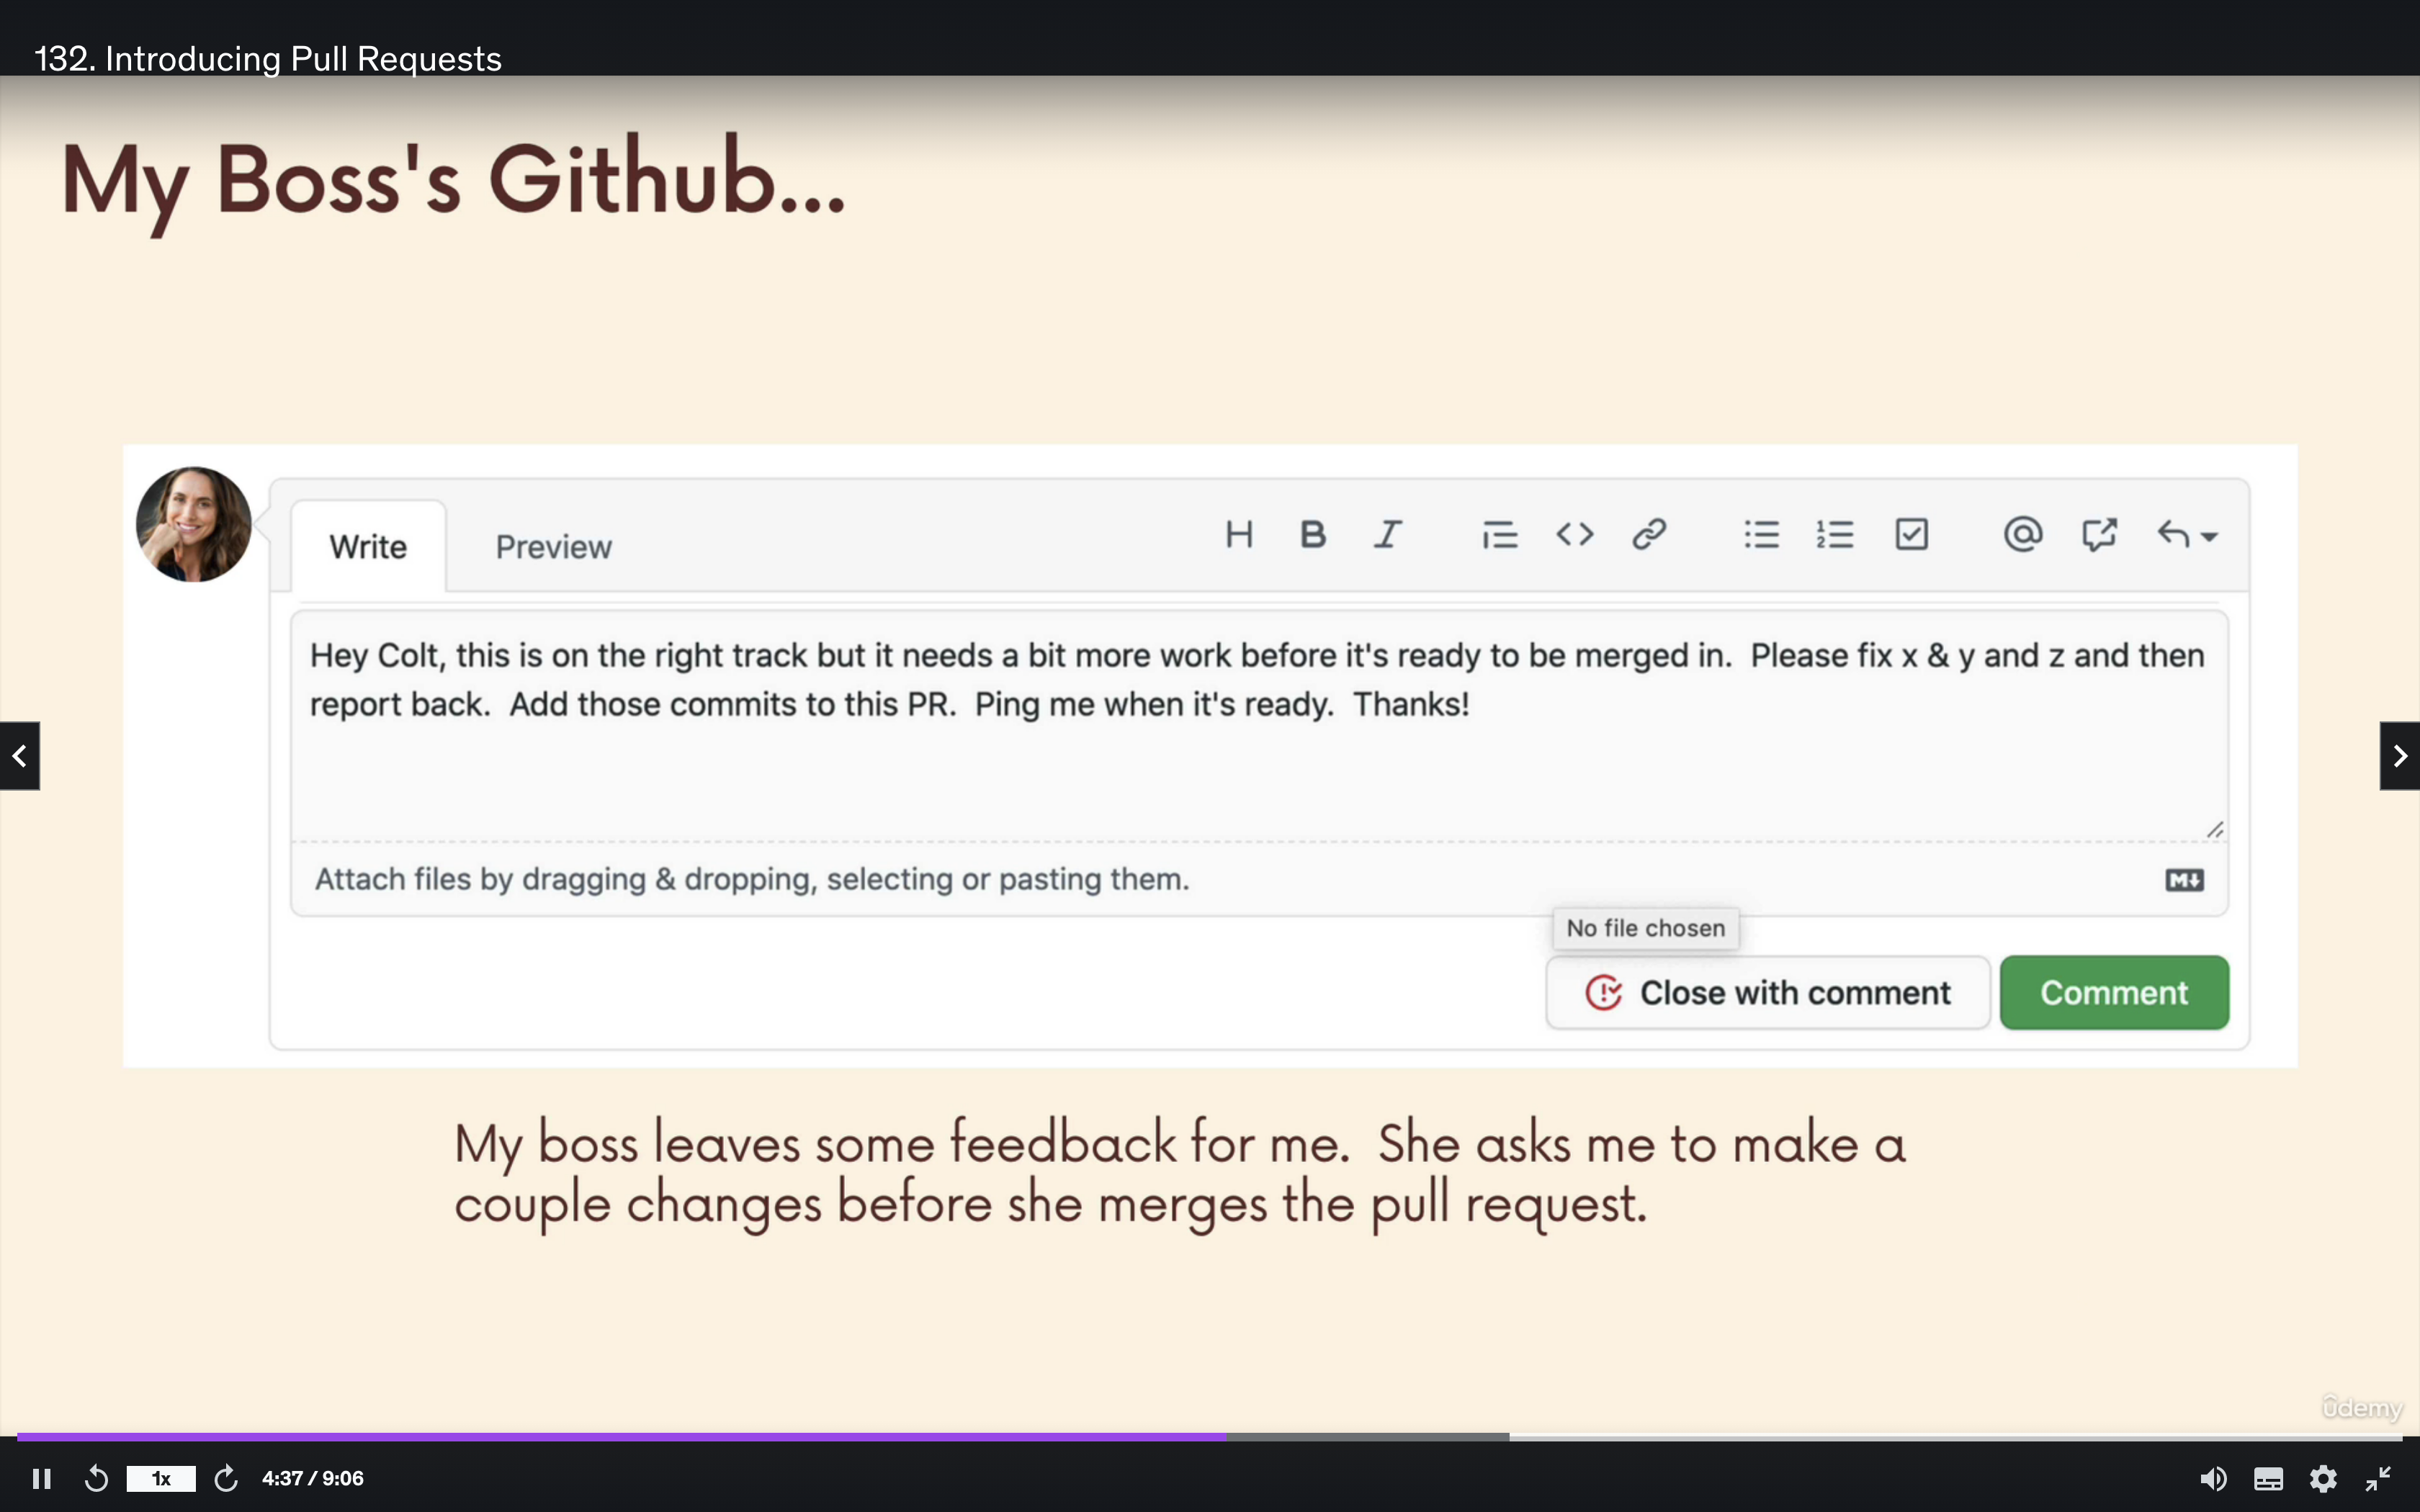 132. Introducing Pull Requests
My Boss's Github...
Write
Preview
Hey Colt, this is on the right track but it needs a bit more work before it's ready to be merged in.  Please fix x & y and z and then
report back.  Add those commits to this PR.  Ping me when it's ready.  Thanks!
Attach files by dragging & dropping, selecting or pasting them.
M↓
No file chosen
Close with comment
Comment
My boss leaves some feedback for me.  She asks me to make a
couple changes before she merges the pull request.
ûdemy
1x
4:37 / 9:06